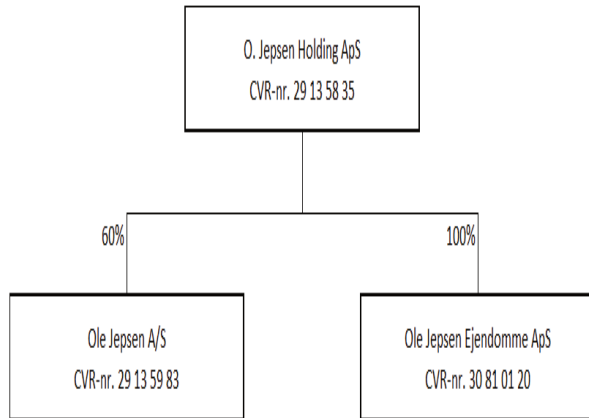 O. Jepsen Holding ApS
CVR-nr. 29 13 58 35
60%
100%
Ole Jepsen A/S
CVR-nr. 29 13 59 83
Ole Jepsen Ejendomme ApS
CVR-nr. 30 81 01 20